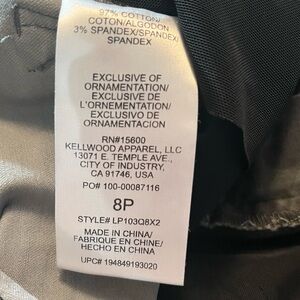 97% COTTON/
COTON/ALGODON
3% SPANDEX/SPANDEX/
SPANDEX
EXCLUSIVE OF
ORNAMENTATION/
EXCLUSIF DE
L'ORNEMENTATION/
EXCLUSIVO DE
ORNAMENTACION
RN#15600
KELLWOOD APPAREL, LLC
13071 E. TEMPLE AVE.,
CITY OF INDUSTRY,
CA 91746, USA
PO# 100-00087116
8P
STYLE# LP103Q8X2
MADE IN CHINA/
FABRIQUE EN CHINE/
HECHO EN CHINA
UPC# 194849193020